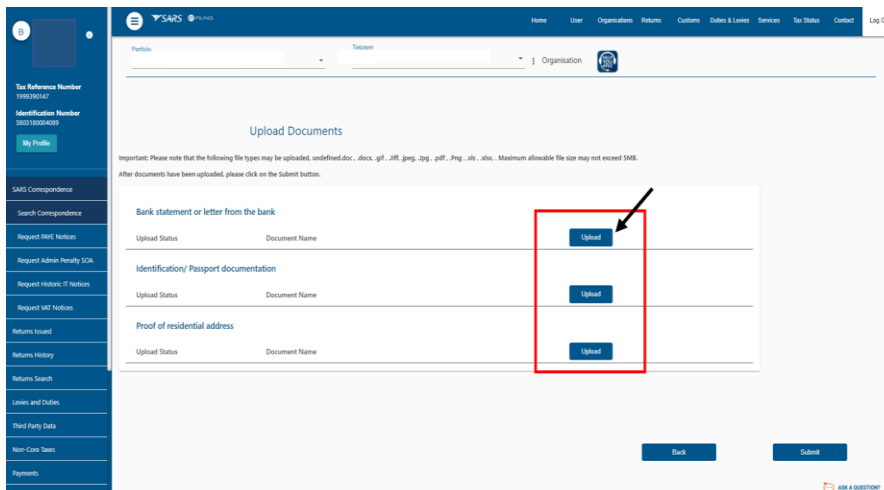 B
SARS eFILING
Home User Organisations Returns Customs Duties & Levies Services Tax Status Contact Log O
Portfolio
Taxpayer
Organisation
Tax Reference Number
1999390147
Identification Number
5803180004089
My Profile
SARS Correspondence
Search Correspondence
Request PAYE Notices
Request Admin Penalty SOA
Request Historic IT Notices
Request VAT Notices
Returns Issued
Returns History
Returns Search
Levies and Duties
Third Party Data
Non-Core Taxes
Payments
Upload Documents
Important: Please note that the following file types may be uploaded, undefined.doc , .docx, .gif , .Jiff, .jpeg, .Jpg , .pdf , .Png , .xls , .xlsx, . Maximum allowable file size may not exceed 5MB.
After documents have been uploaded, please click on the Submit button.
Bank statement or letter from the bank
Upload Status Document Name Upload
Identification/ Passport documentation
Upload Status Document Name Upload
Proof of residential address
Upload Status Document Name Upload
Back Submit
ASK A QUESTION?